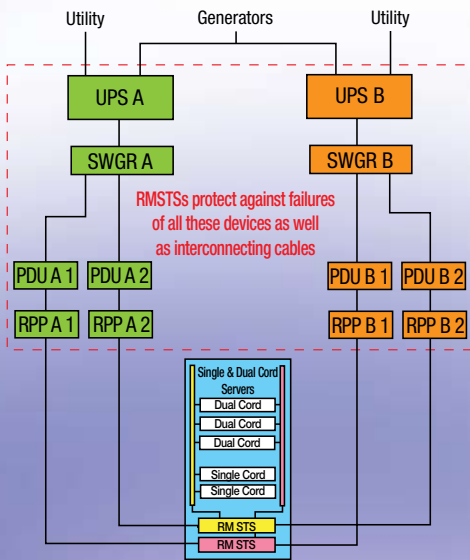 Utility Generators Utility
UPS A UPS B
SWGR A SWGR B
RMSTSs protect against failures
of all these devices as well
as interconnecting cables
PDU A 1 PDU A 2 PDU B 1 PDU B 2
RPP A 1 RPP A 2 RPP B 1 RPP B 2
Single & Dual Cord
Servers
Dual Cord
Dual Cord
Dual Cord
Single Cord
Single Cord
RM STS
RM STS